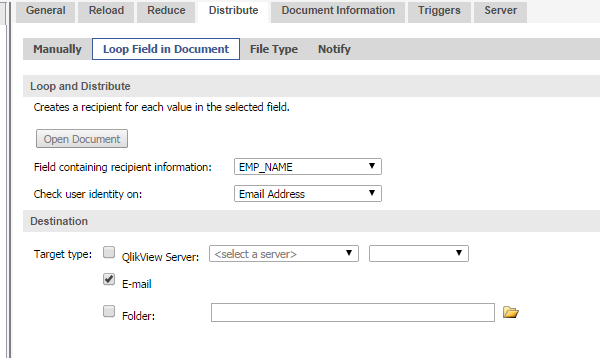 General Reload Reduce Distribute Document Information Triggers Server
Manually Loop Field in Document File Type Notify
Loop and Distribute
Creates a recipient for each value in the selected field.
Open Document
Field containing recipient information: EMP_NAME
Check user identity on: Email Address
Destination
Target type: QlikView Server: <select a server>
E-mail
Folder: